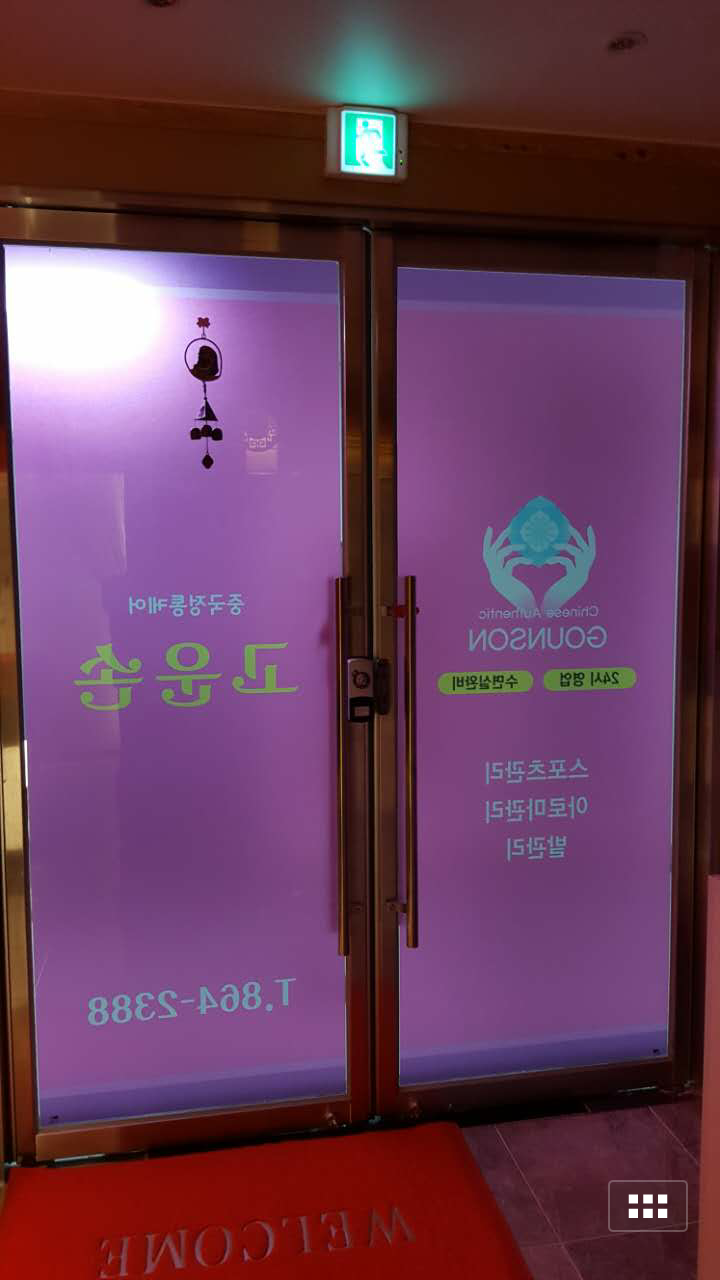 중국정통케어
고운손
T.864-2388
Chinese Authentic
GOUNSON
24시 영업 수면실완비
스포츠관리
아로마관리
발관리
WELCOME